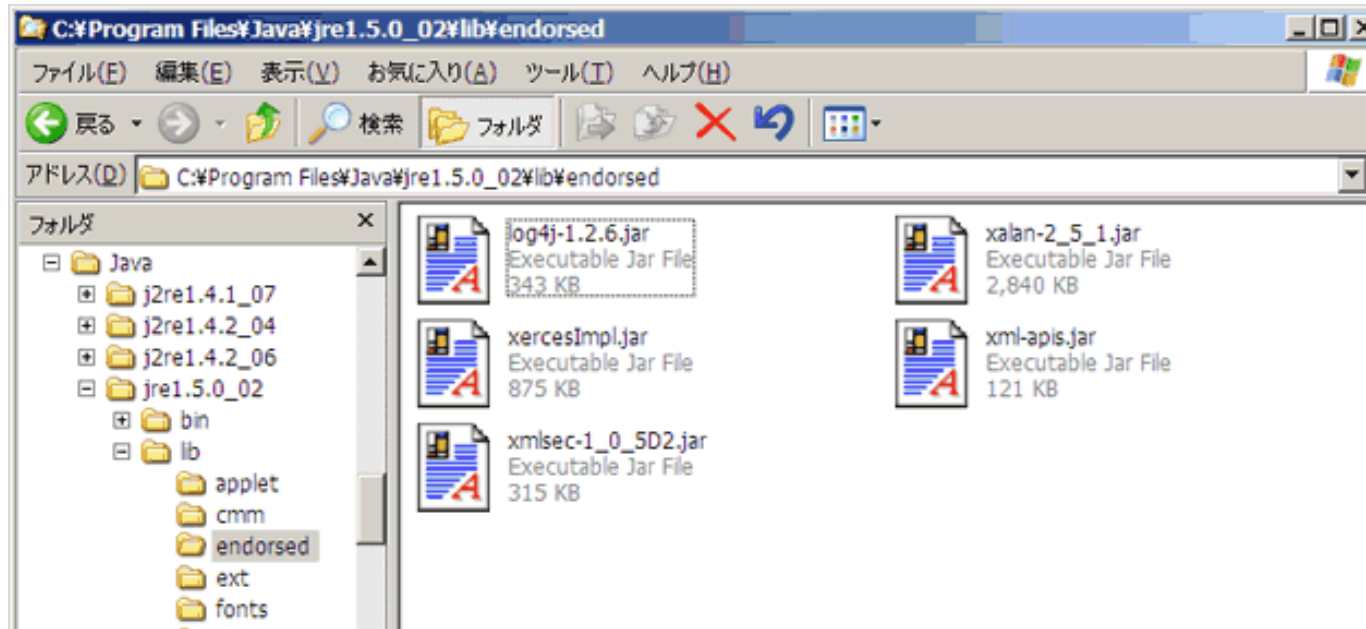 C:¥Program Files¥Java¥jre1.5.0_02¥lib¥endorsed
ファイル(F) 編集(E) 表示(V) お気に入り(A) ツール(T) ヘルプ(H)
戻る 検索 フォルダ
アドレス(D) C:¥Program Files¥Java¥jre1.5.0_02¥lib¥endorsed
フォルダ
Java
j2re1.4.1_07
j2re1.4.2_04
j2re1.4.2_06
jre1.5.0_02
bin
lib
applet
cmm
endorsed
ext
fonts
log4j-1.2.6.jar
Executable Jar File
343 KB
xalan-2_5_1.jar
Executable Jar File
2,840 KB
xercesImpl.jar
Executable Jar File
875 KB
xml-apis.jar
Executable Jar File
121 KB
xmlsec-1_0_5D2.jar
Executable Jar File
315 KB